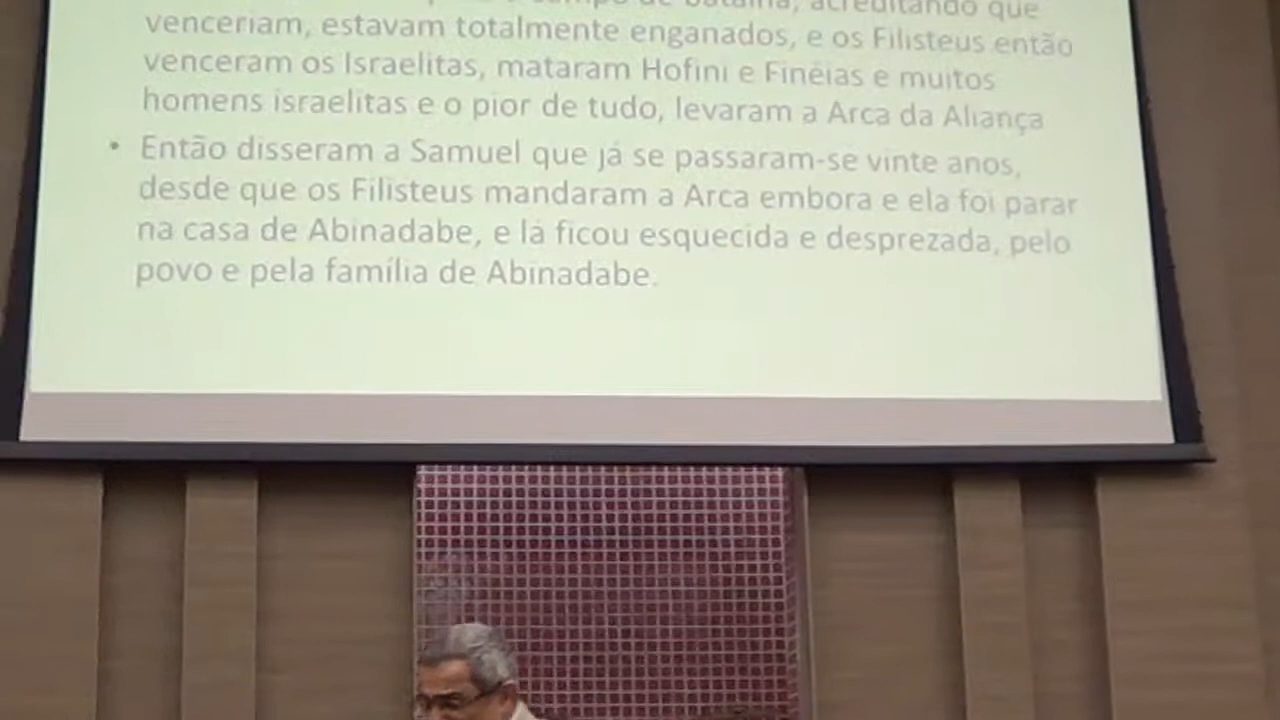 batalha, acreditando que
venceriam, estavam totalmente enganados, e os Filisteus então
venceram os Israelitas, mataram Hofini e Finéias e muitos
homens israelitas e o pior de tudo, levaram a Arca da Aliança
• Então disseram a Samuel que já se passaram-se vinte anos,
desde que os Filisteus mandaram a Arca embora e ela foi parar
na casa de Abinadabe, e lá ficou esquecida e desprezada, pelo
povo e pela família de Abinadabe.